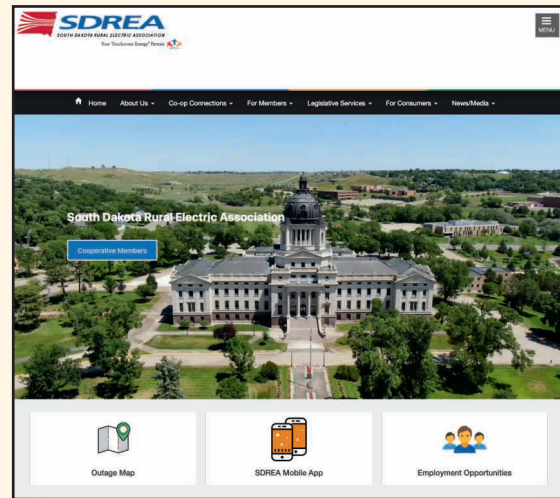 SDREA
SOUTH DAKOTA RURAL ELECTRIC ASSOCIATION
Your Touchstone Energy® Partner
MENU
Home About Us Co-op Connections For Members Legislative Services For Consumers News/Media
South Dakota Rural Electric Association
Cooperative Members
Outage Map SDREA Mobile App Employment Opportunities